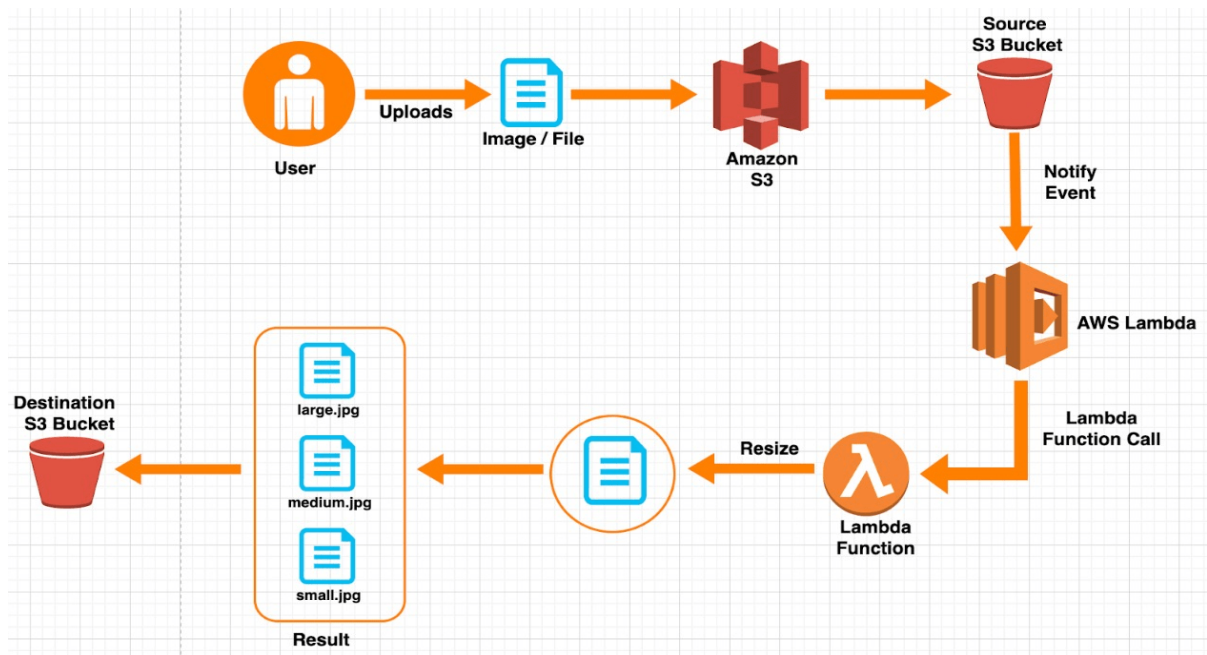 Source
S3 Bucket
Uploads
Image / File
User
Amazon
S3
Notify
Event
AWS Lambda
Lambda
Function Call
Resize
λ
Lambda
Function
large.jpg
medium.jpg
small.jpg
Result
Destination
S3 Bucket